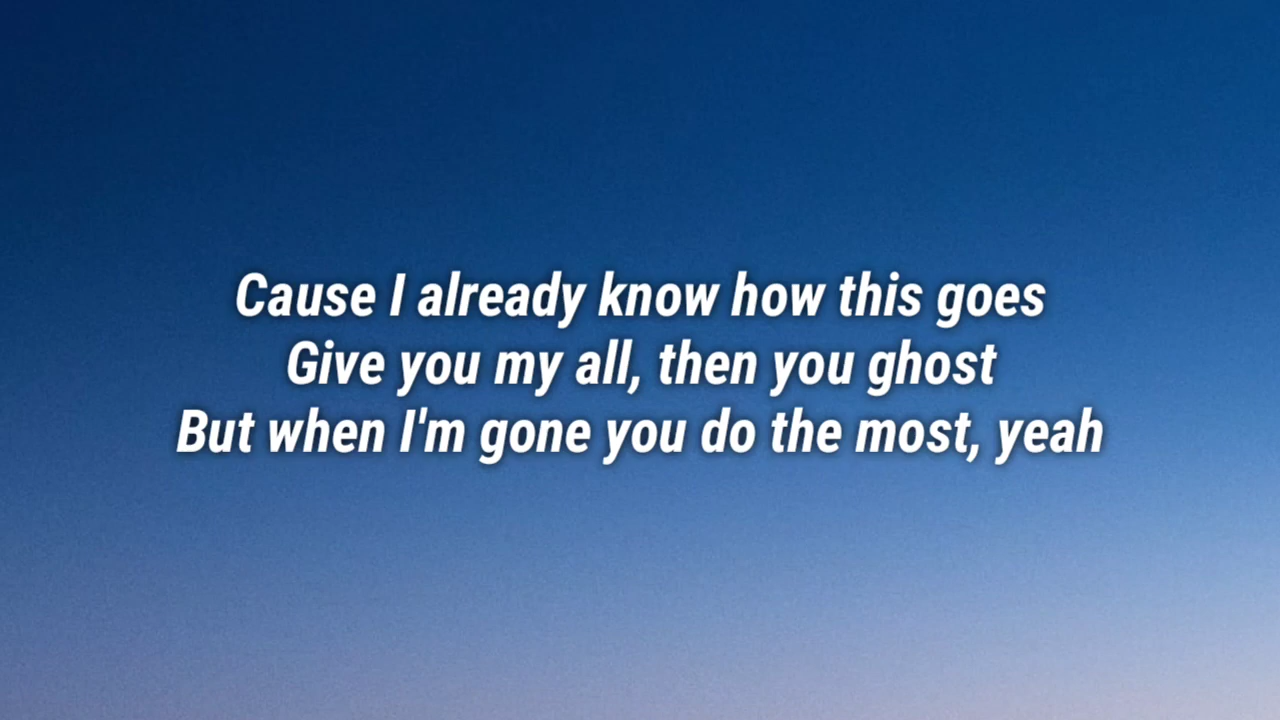 Cause I already know how this goes
Give you my all, then you ghost
But when I'm gone you do the most, yeah